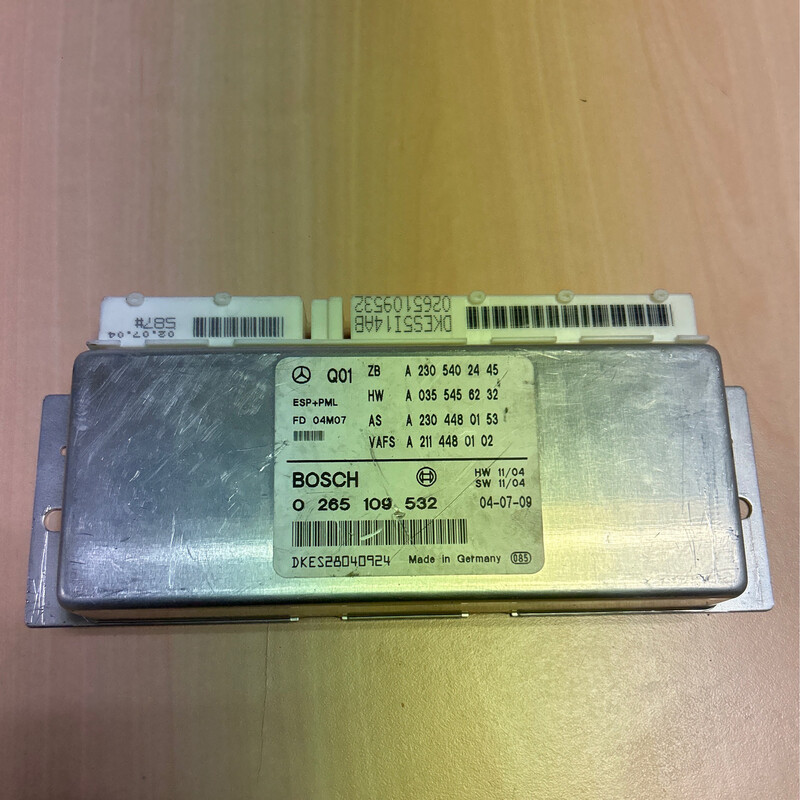 02.07.04
587#
DKES5I14AB
0265109532
Q01
ESP+PML
FD 04M07
ZB A 230 540 24 45
HW A 035 545 62 32
AS A 230 448 01 53
VAFS A 211 448 01 02
BOSCH
HW 11/04
SW 11/04
0 265 109 532
04-07-09
DKES28040924
Made in Germany
085